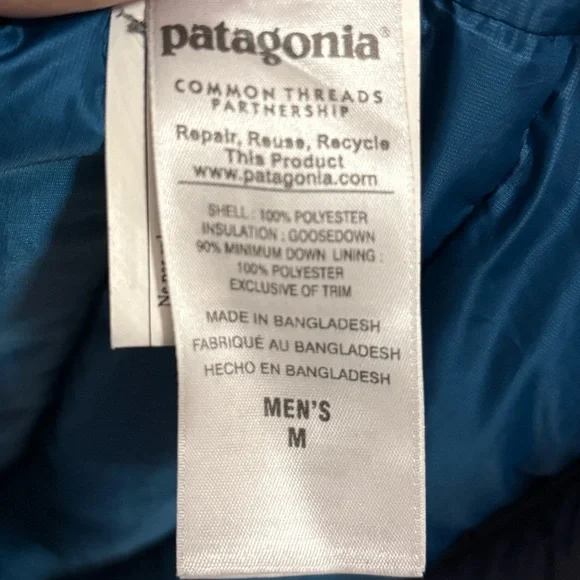 patagonia®
COMMON THREADS
PARTNERSHIP
Repair, Reuse, Recycle
This Product
www.patagonia.com
SHELL : 100% POLYESTER
INSULATION : GOOSEDOWN
90% MINIMUM DOWN LINING :
100% POLYESTER
EXCLUSIVE OF TRIM
MADE IN BANGLADESH
FABRIQUÉ AU BANGLADESH
HECHO EN BANGLADESH
MEN'S
M